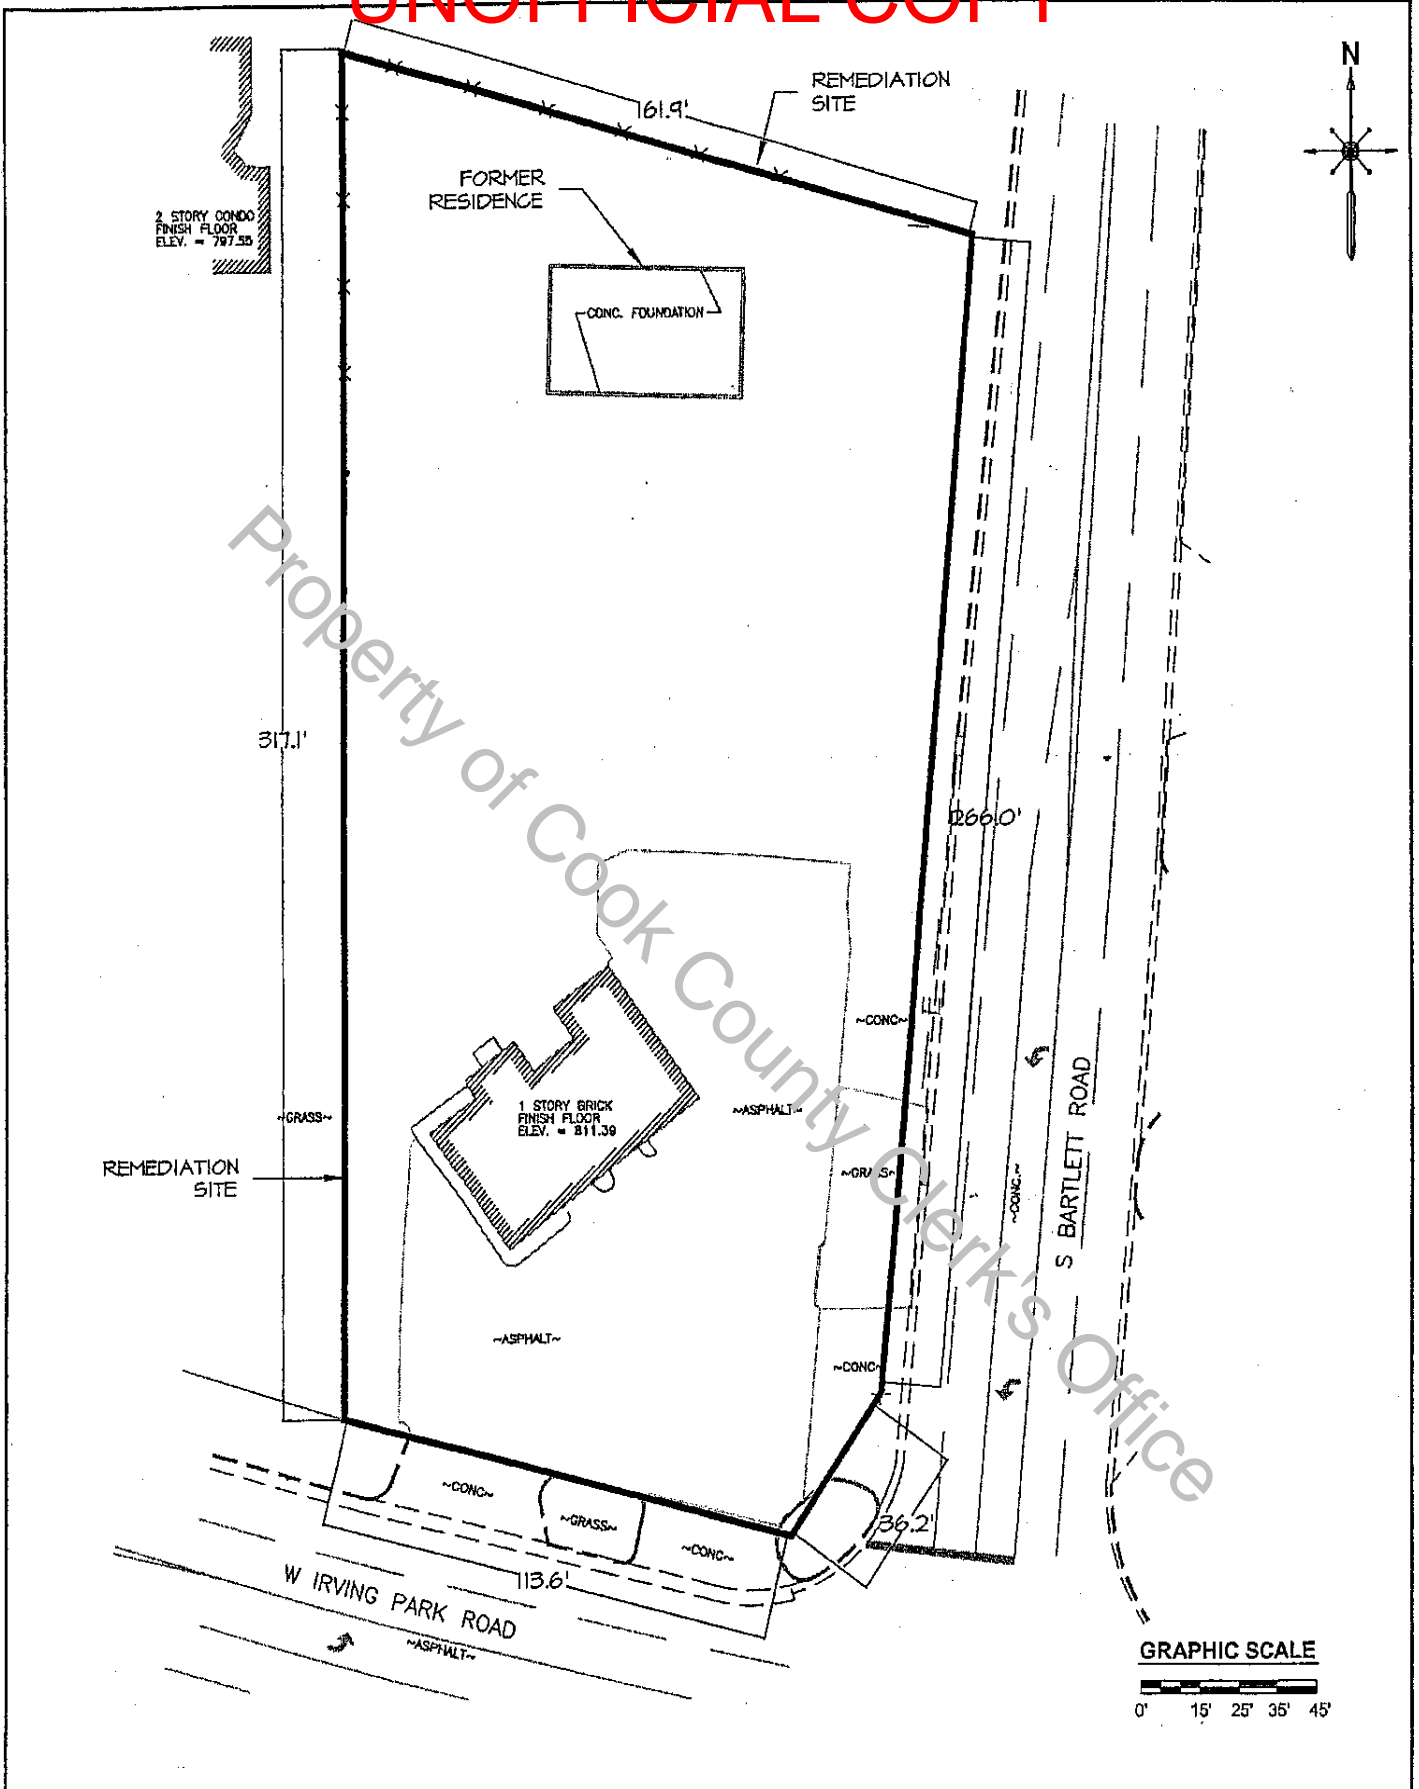 UNOFFICIAL COPY
N
REMEDIATION
SITE
161.9'
FORMER
RESIDENCE
2 STORY CONDO
FINISH FLOOR
ELEV. = 797.55
CONC. FOUNDATION
317.1'
266.0'
~CONC~
~ASPHALT~
1 STORY BRICK
FINISH FLOOR
ELEV. = 811.39
~GRASS~
REMEDIATION
SITE
~GRASS~
~CONC.~
S BARTLETT ROAD
~ASPHALT~
~CONC~
~CONC~
~GRASS~
~CONC~
36.2'
113.6'
W IRVING PARK ROAD
~ASPHALT~
GRAPHIC SCALE
0' 15' 25' 35' 45'
Property of Cook County Clerk's Office